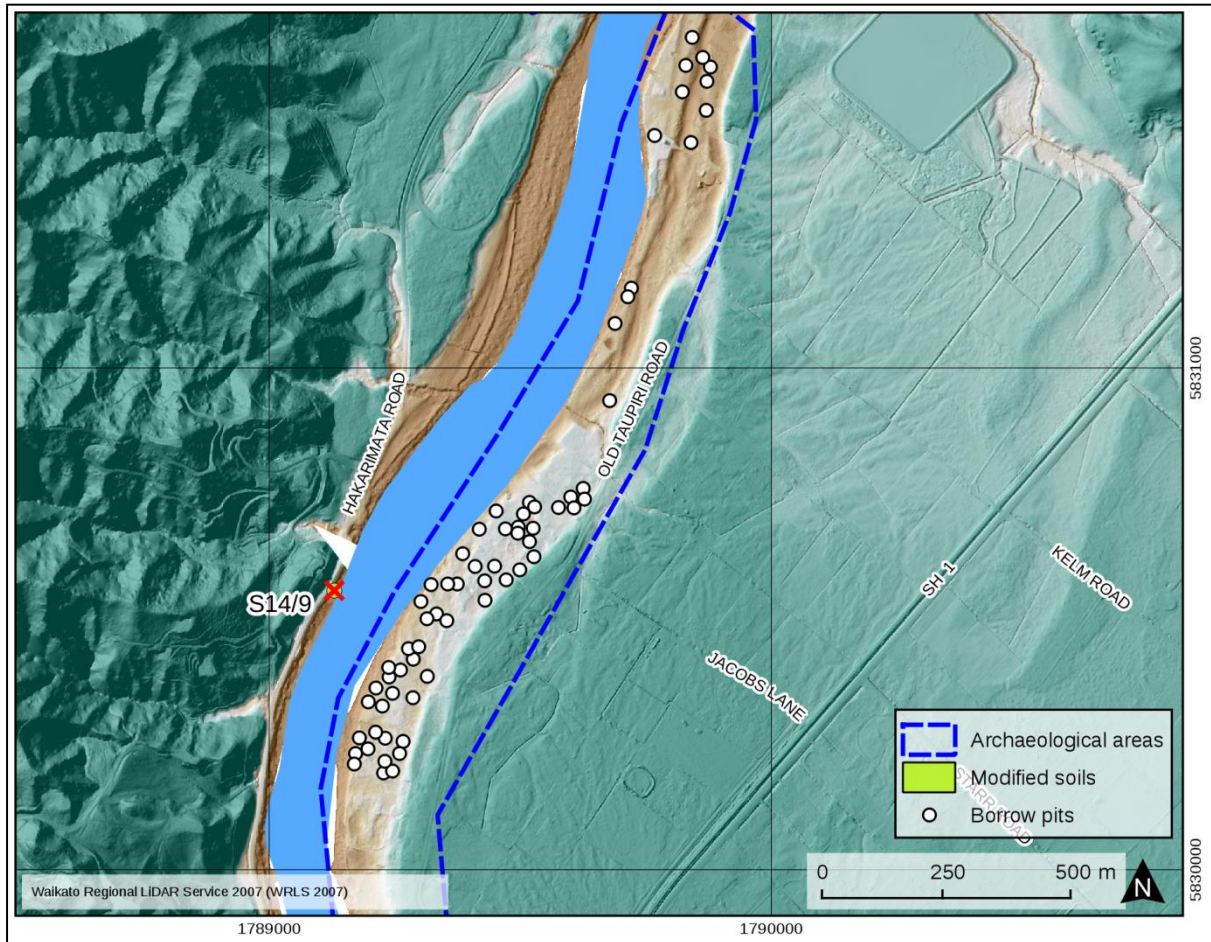 HAKARIMATA ROAD
OLD TAUPIRI ROAD
5831000
S14/9
SH 1
KELM ROAD
JACOBS LANE
Archaeological areas
Modified soils
STARR ROAD
Borrow pits
0 250 500 m
N
Waikato Regional LiDAR Service 2007 (WRLS 2007)
5830000
1789000 1790000